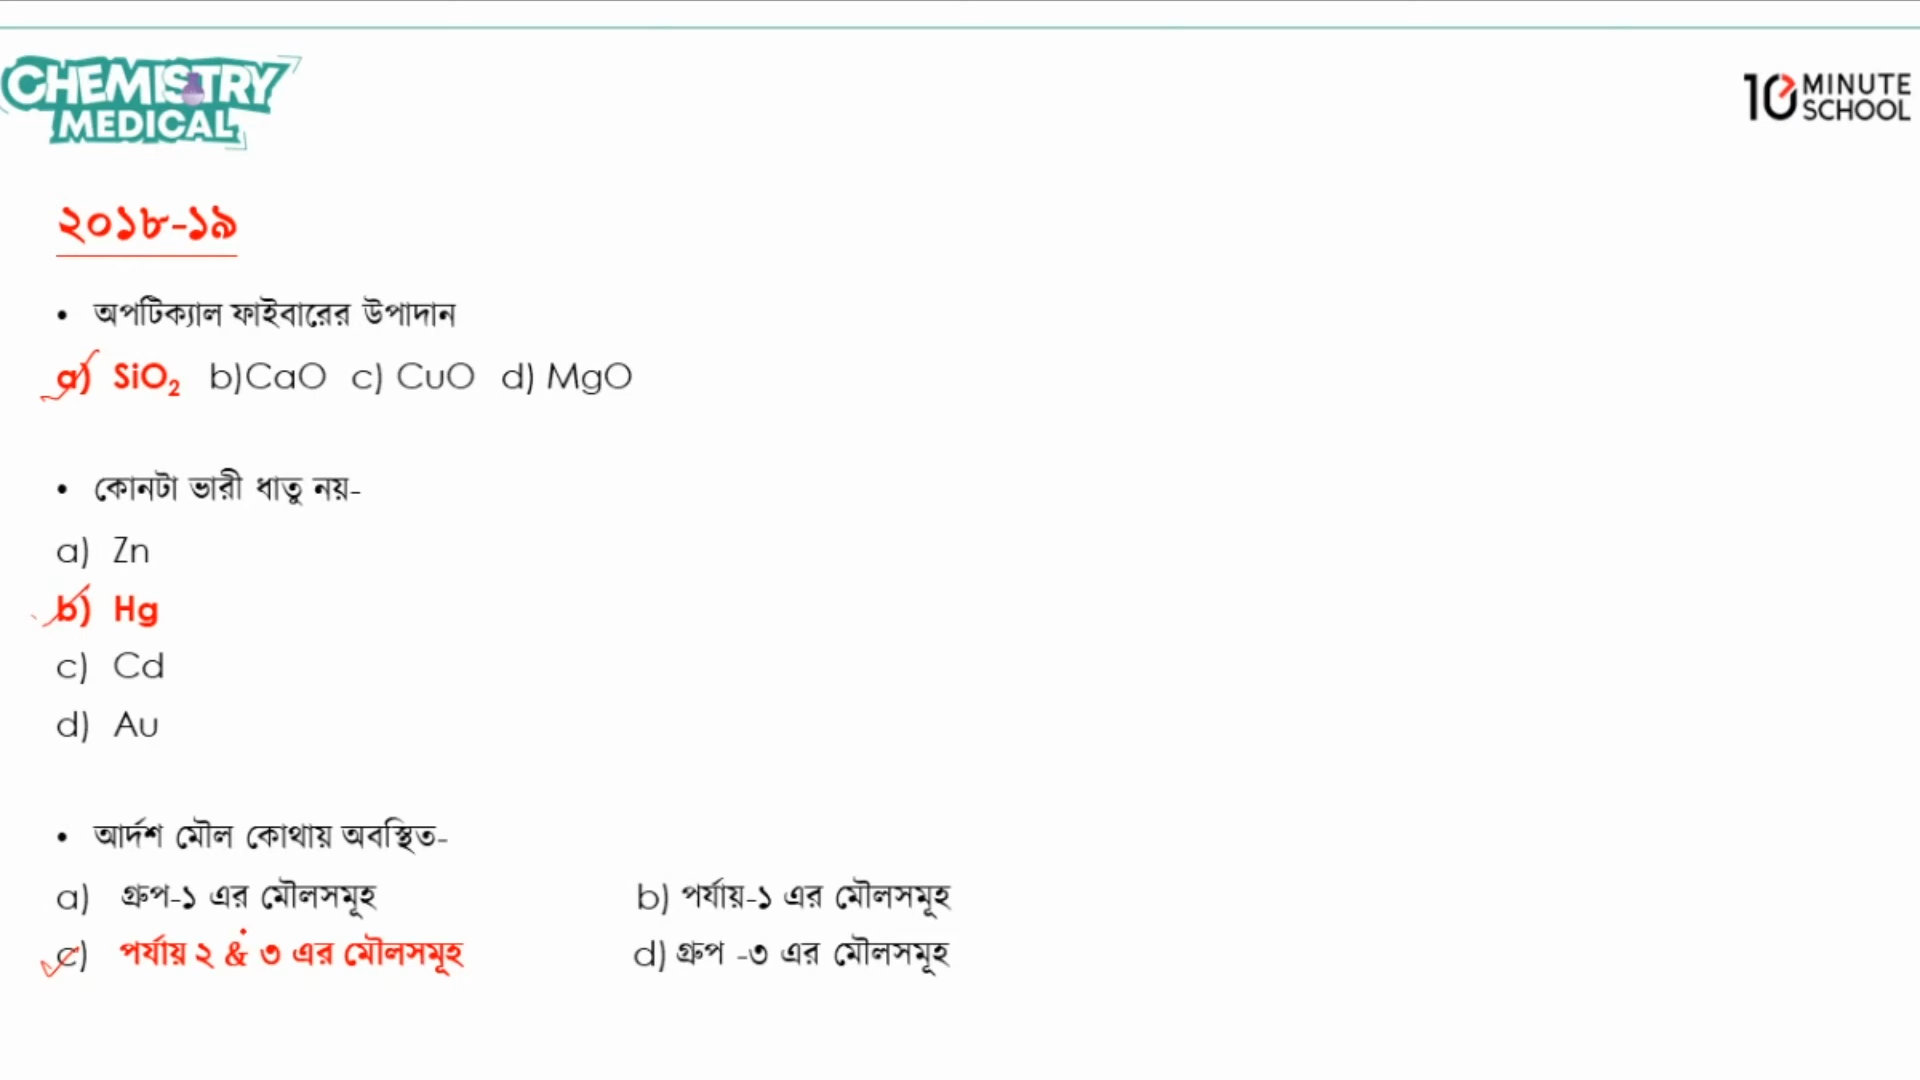 CHEMISTRY
MEDICAL
10 MINUTE
SCHOOL
২০১৮-১৯
• অপটিক্যাল ফাইবারের উপাদান
a) SiO₂ b)CaO c) CuO d) MgO
• কোনটা ভারী ধাতু নয়-
a) Zn
b) Hg
c) Cd
d) Au
• আর্দশ মৌল কোথায় অবস্থিত-
a) গ্রুপ-১ এর মৌলসমূহ b) পর্যায়-১ এর মৌলসমূহ
c) পর্যায় ২ & ৩ এর মৌলসমূহ d) গ্রুপ -৩ এর মৌলসমূহ